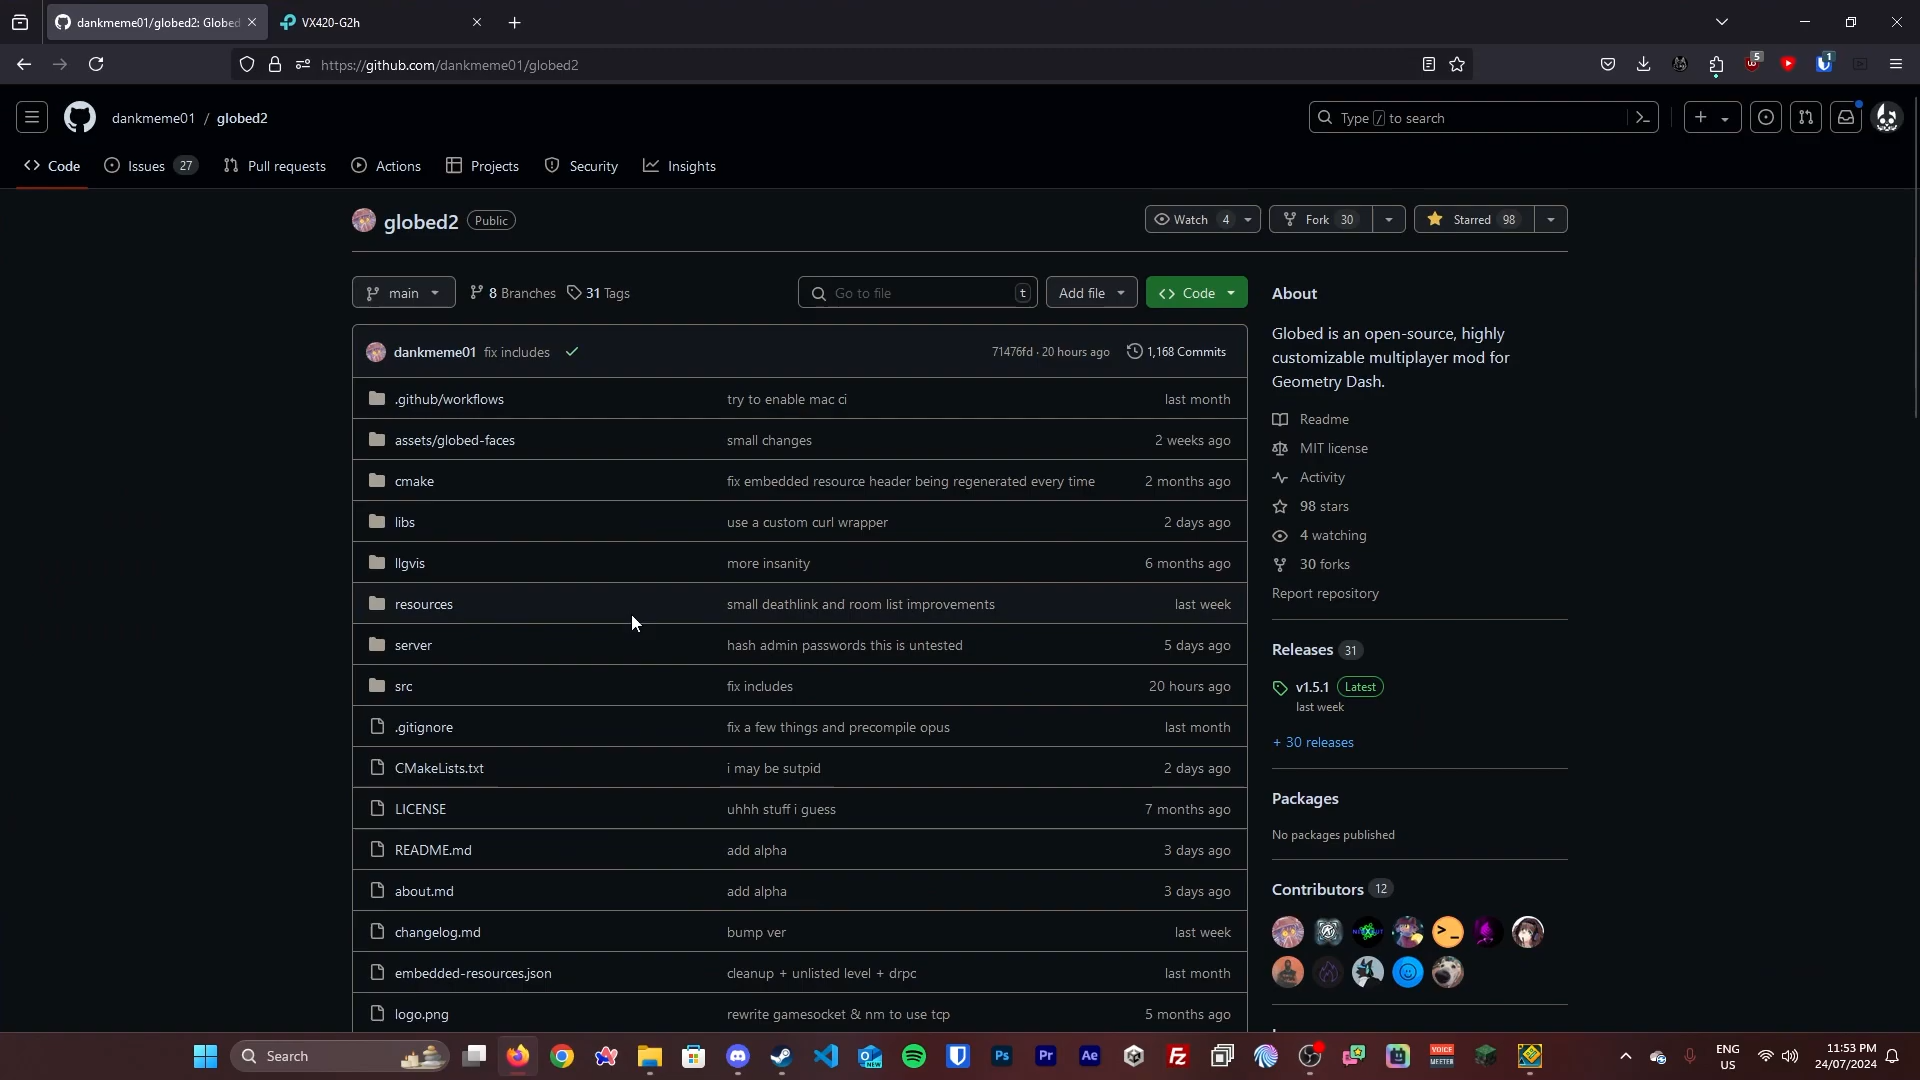 dankmeme01/globed2: Globed
VX420-G2h
https://github.com/dankmeme01/globed2
5
1
dankmeme01 / globed2
Type / to search
Code
Issues 27
Pull requests
Actions
Projects
Security
Insights
globed2 Public
Watch 4
Fork 30
Starred 98
main
8 Branches
31 Tags
Go to file t
Add file
Code
dankmeme01 fix includes 71476fd · 20 hours ago 1,168 Commits
.github/workflows try to enable mac ci last month
assets/globed-faces small changes 2 weeks ago
cmake fix embedded resource header being regenerated every time 2 months ago
libs use a custom curl wrapper 2 days ago
llgvis more insanity 6 months ago
resources small deathlink and room list improvements last week
server hash admin passwords this is untested 5 days ago
src fix includes 20 hours ago
.gitignore fix a few things and precompile opus last month
CMakeLists.txt i may be sutpid 2 days ago
LICENSE uhhh stuff i guess 7 months ago
README.md add alpha 3 days ago
about.md add alpha 3 days ago
changelog.md bump ver last week
embedded-resources.json cleanup + unlisted level + drpc last month
logo.png rewrite gamesocket & nm to use tcp 5 months ago
About
Globed is an open-source, highly
customizable multiplayer mod for
Geometry Dash.
Readme
MIT license
Activity
98 stars
4 watching
30 forks
Report repository
Releases 31
v1.5.1 Latest
last week
+ 30 releases
Packages
No packages published
Contributors 12
Search
Ps
Pr
Ae
Fz
VOICE
MEETER
ENG
US
11:53 PM
24/07/2024